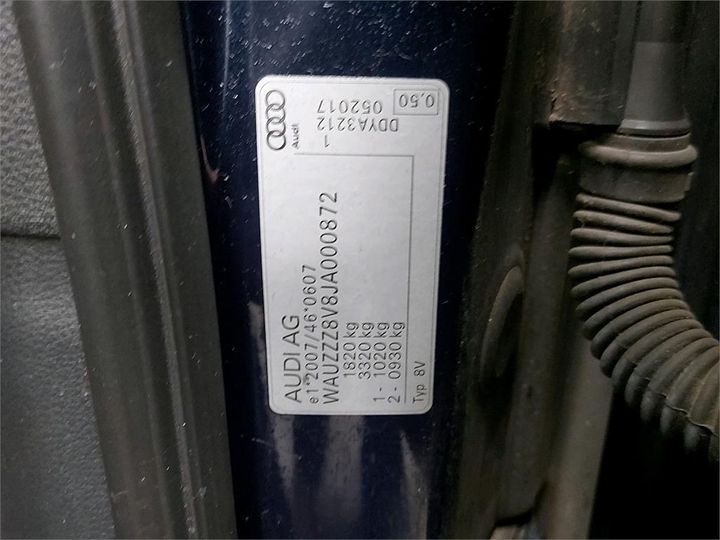 AUDI AG
e1*2007/46*0607
WAUZZZ8V8JA000872
1820 kg
3320 kg
1 - 1020 kg
2 - 0930 kg
Typ 8V
Audi
1
DDYA3212
052017
0,50